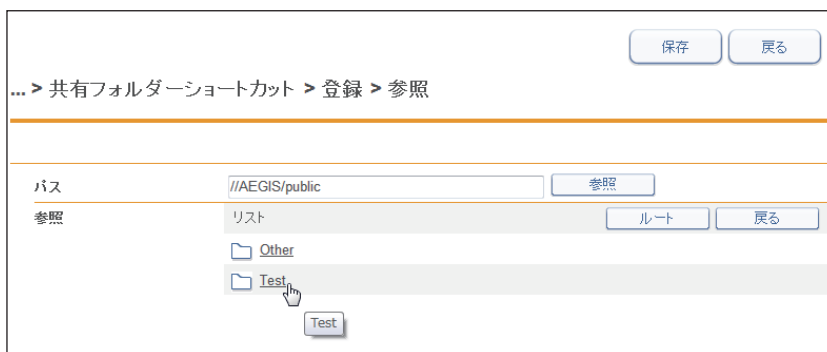 保存 戻る
... > 共有フォルダーショートカット > 登録 > 参照
パス //AEGIS/public 参照
参照 リスト ルート 戻る
Other
Test
Test